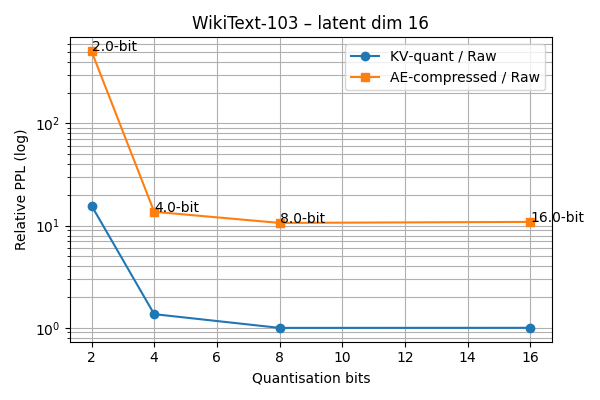 WikiText-103 – latent dim 16
KV-quant / Raw
AE-compressed / Raw
2.0-bit
4.0-bit
8.0-bit
16.0-bit
Relative PPL (log)
10²
10¹
10⁰
2 4 6 8 10 12 14 16
Quantisation bits